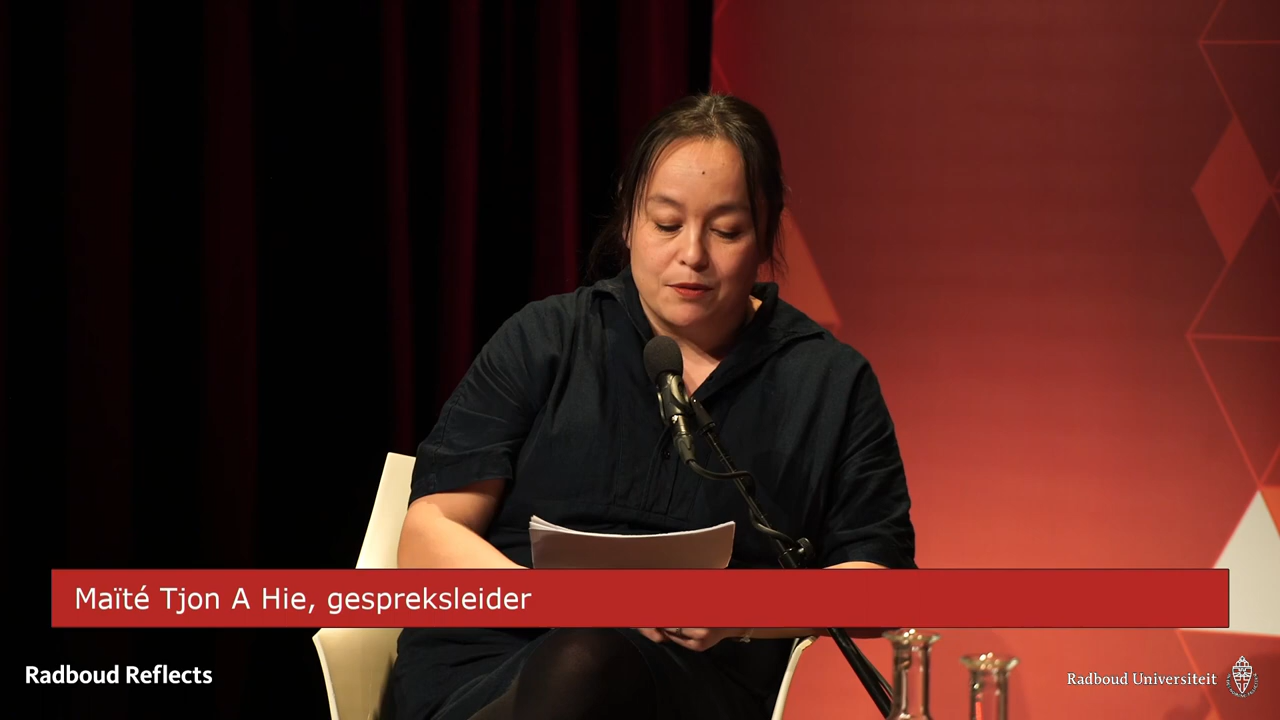 Maïté Tjon A Hie, gespreksleider
Radboud Reflects
Radboud Universiteit